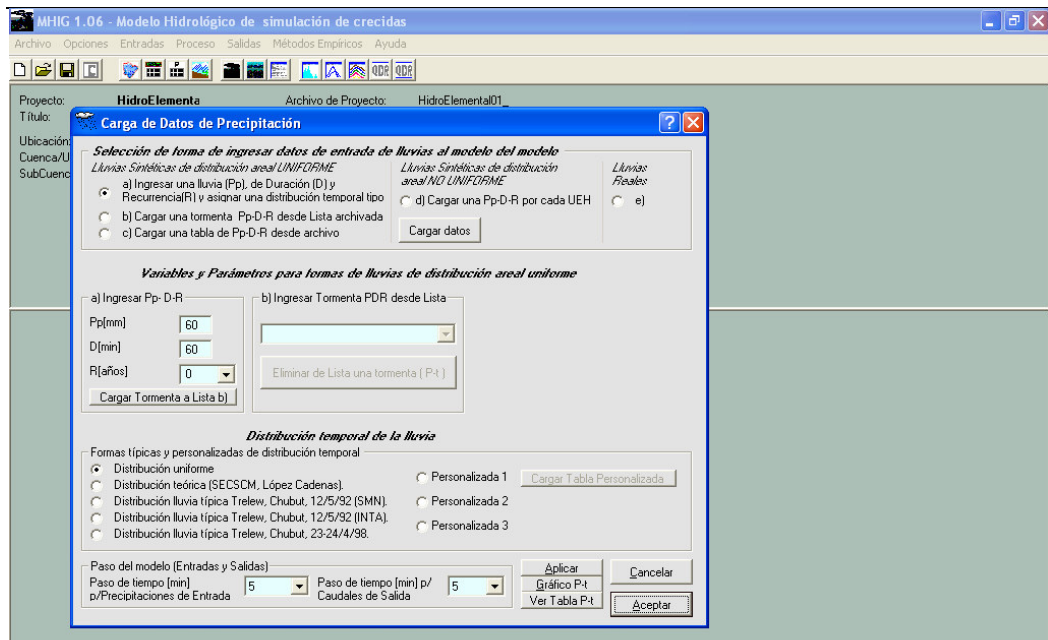 MHIG 1.06 - Modelo Hidrológico de simulación de crecidas
Archivo Opciones Entradas Proceso Salidas Métodos Empíricos Ayuda
QDR QDR
Proyecto: HidroElementa Archivo de Proyecto: HidroElemental01_
Título:
Ubicación:
Cuenca/U
SubCuenc
Carga de Datos de Precipitación
Selección de forma de ingresar datos de entrada de lluvias al modelo del modelo
Lluvias Sintéticas de distribución areal UNIFORME
a) Ingresar una lluvia (Pp), de Duración (D) y
Recurrencia(R) y asignar una distribución temporal tipo
b) Cargar una tormenta Pp-D-R desde Lista archivada
c) Cargar una tabla de Pp-D-R desde archivo
Lluvias Sintéticas de distribución
areal NO UNIFORME
d) Cargar una Pp-D-R por cada UEH
Cargar datos
Lluvias
Reales
e)
Variables y Parámetros para formas de lluvias de distribución areal uniforme
a) Ingresar Pp- D-R
Pp[mm] 60
D[min] 60
R[años] 0
Cargar Tormenta a Lista b)
b) Ingresar Tormenta PDR desde Lista
Eliminar de Lista una tormenta ( P-t )
Distribución temporal de la lluvia
Formas típicas y personalizadas de distribución temporal
Distribución uniforme
Distribución teórica (SECSCM, López Cadenas).
Distribución lluvia típica Trelew, Chubut, 12/5/92 (SMN).
Distribución lluvia típica Trelew, Chubut, 12/5/92 (INTA).
Distribución lluvia típica Trelew, Chubut, 23-24/4/98.
Personalizada 1 Cargar Tabla Personalizada
Personalizada 2
Personalizada 3
Paso del modelo (Entradas y Salidas)
Paso de tiempo [min]
p/Precipitaciones de Entrada 5
Paso de tiempo [min] p/
Caudales de Salida 5
Aplicar
Gráfico P-t
Ver Tabla P-t
Cancelar
Aceptar